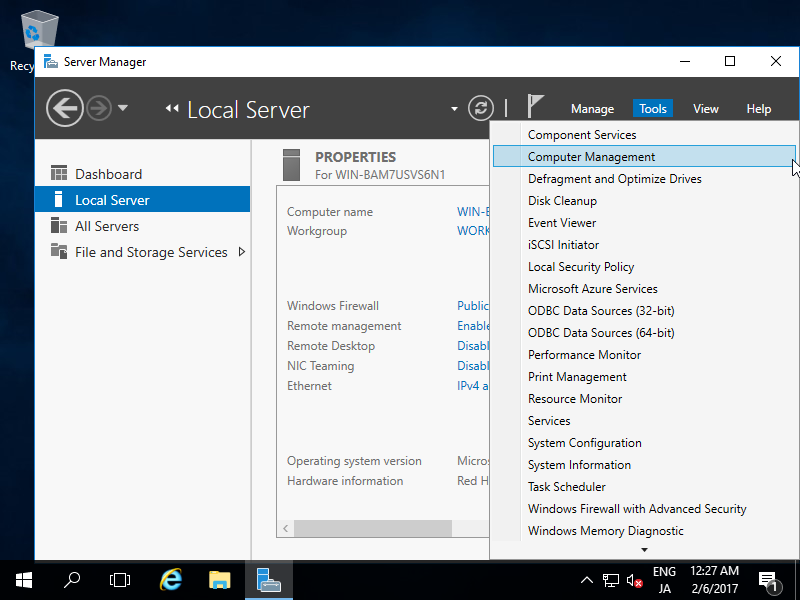 Recy
Server Manager
Local Server
Manage
Tools
View
Help
Dashboard
Local Server
All Servers
File and Storage Services
PROPERTIES
For WIN-BAM7USVS6N1
Computer name
WIN-B
Workgroup
WORK
Windows Firewall
Public
Remote management
Enable
Remote Desktop
Disabl
NIC Teaming
Disabl
Ethernet
IPv4 a
Operating system version
Micros
Hardware information
Red H
Component Services
Computer Management
Defragment and Optimize Drives
Disk Cleanup
Event Viewer
iSCSI Initiator
Local Security Policy
Microsoft Azure Services
ODBC Data Sources (32-bit)
ODBC Data Sources (64-bit)
Performance Monitor
Print Management
Resource Monitor
Services
System Configuration
System Information
Task Scheduler
Windows Firewall with Advanced Security
Windows Memory Diagnostic
ENG
JA
12:27 AM
2/6/2017
1